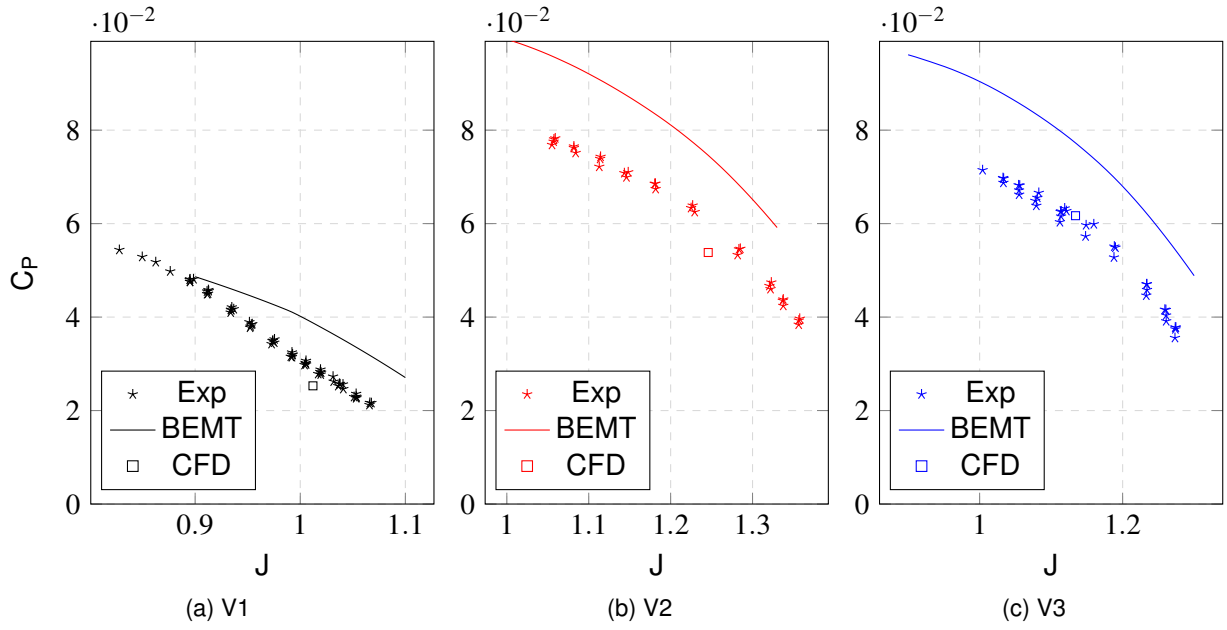 ·10⁻² ·10⁻² ·10⁻²
8 8 8
6 6 6
C_P
4 4 4
Exp Exp Exp
2 BEMT 2 BEMT 2 BEMT
CFD CFD CFD
0 0 0
0.9 1 1.1 1 1.1 1.2 1.3 1 1.2
J J J
(a) V1 (b) V2 (c) V3